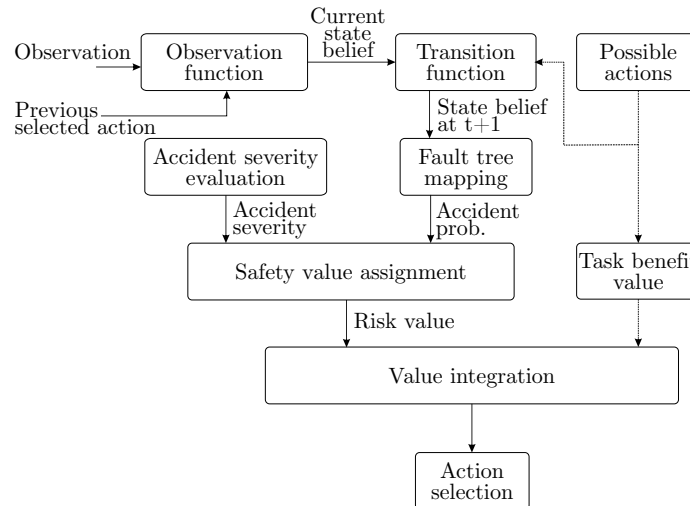 Observation
Observation
function
Current
state
belief
Transition
function
Possible
actions
Previous
selected action
State belief
at t+1
Accident severity
evaluation
Fault tree
mapping
Accident
severity
Accident
prob.
Safety value assignment
Task benefi
value
Risk value
Value integration
Action
selection